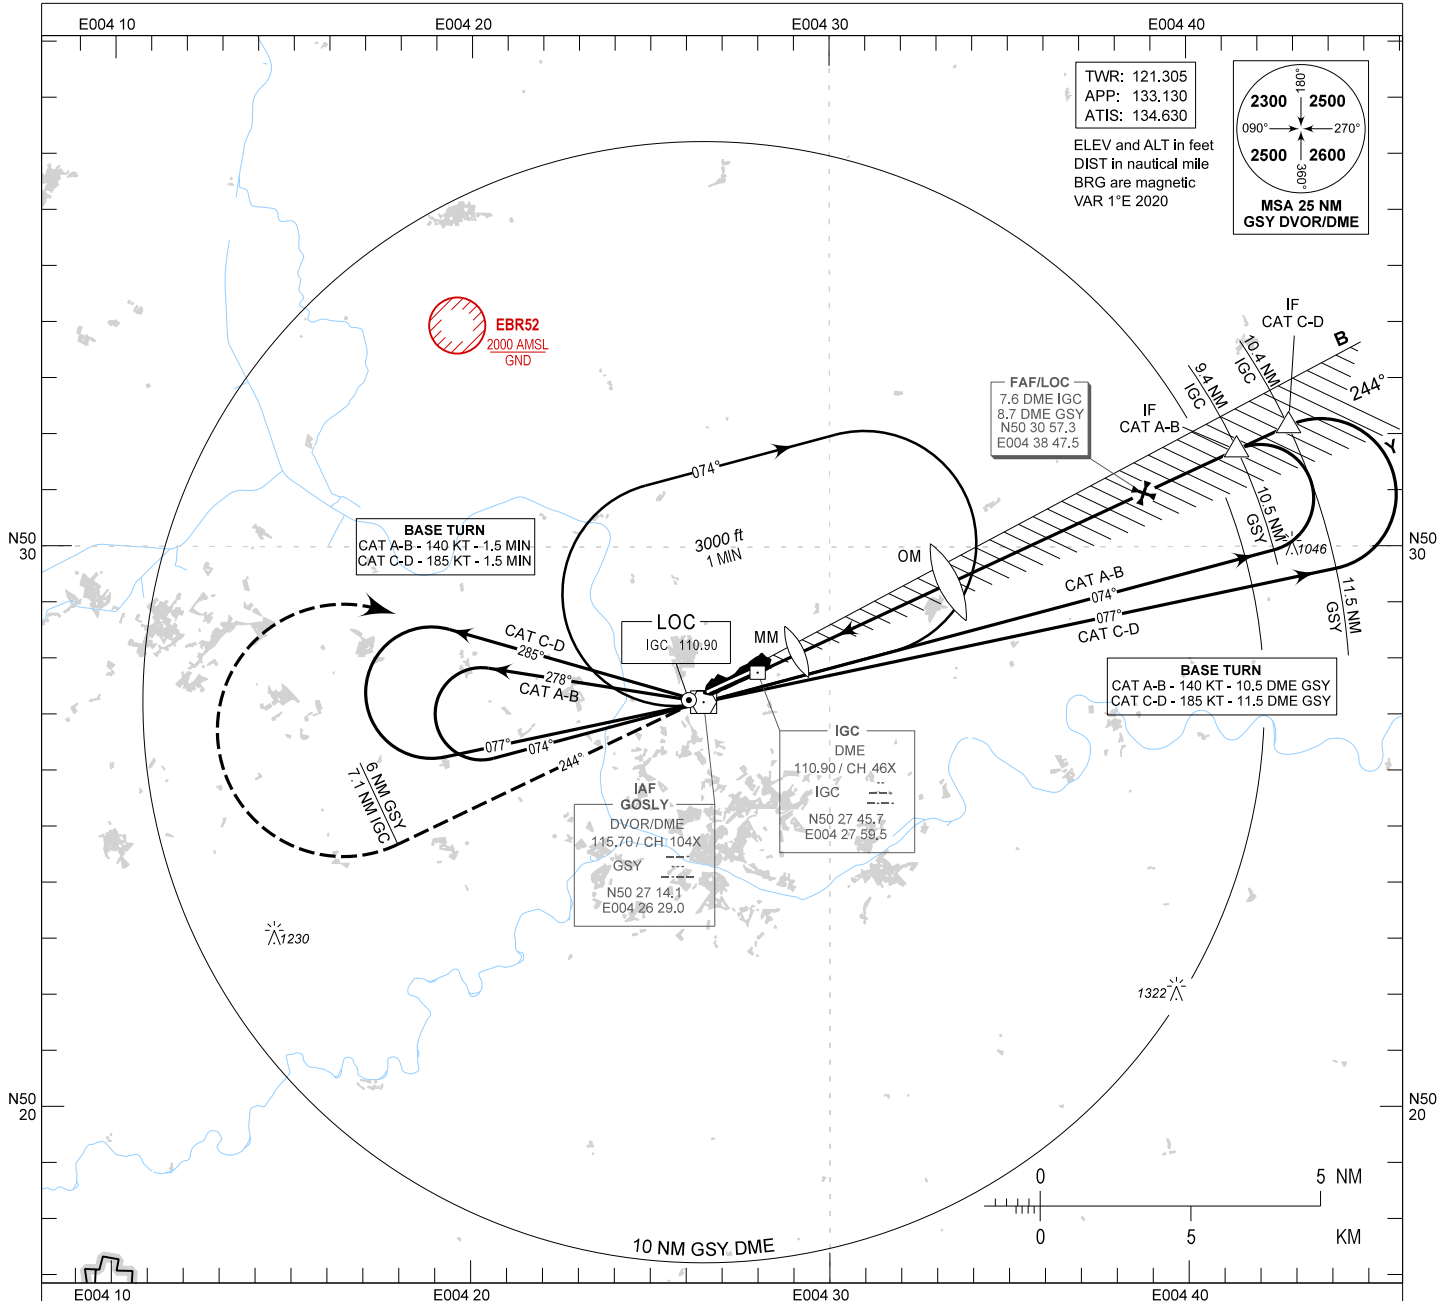 E004 10
E004 20
E004 30
E004 40
TWR: 121.305
APP: 133.130
ATIS: 134.630
ELEV and ALT in feet
DIST in nautical mile
BRG are magnetic
VAR 1°E 2020
180°
2300
2500
090°
270°
2500
2600
360°
MSA 25 NM
GSY DVOR/DME
EBR52
2000 AMSL
GND
IF
CAT C-D
B
10.4 NM
IGC
9.4 NM
IGC
244°
FAF/LOC
7.6 DME IGC
8.7 DME GSY
N50 30 57.3
E004 38 47.5
IF
CAT A-B
Y
074°
10.5 NM
GSY
1046
BASE TURN
CAT A-B - 140 KT - 1.5 MIN
CAT C-D - 185 KT - 1.5 MIN
3000 ft
1 MIN
N50
30
N50
30
OM
CAT A-B
074°
077°
CAT C-D
11.5 NM
GSY
LOC
IGC 110.90
MM
CAT C-D
285°
278°
CAT A-B
BASE TURN
CAT A-B - 140 KT - 10.5 DME GSY
CAT C-D - 185 KT - 11.5 DME GSY
077°
074°
244°
6 NM GSY
7.1 NM IGC
IGC
DME
110.90 / CH 46X
IGC
N50 27 45.7
E004 27 59.5
IAF
GOSLY
DVOR/DME
115.70 / CH 104X
GSY
N50 27 14.1
E004 26 29.0
1230
1322
N50
20
N50
20
0
5 NM
0
5
KM
10 NM GSY DME
E004 10
E004 20
E004 30
E004 40